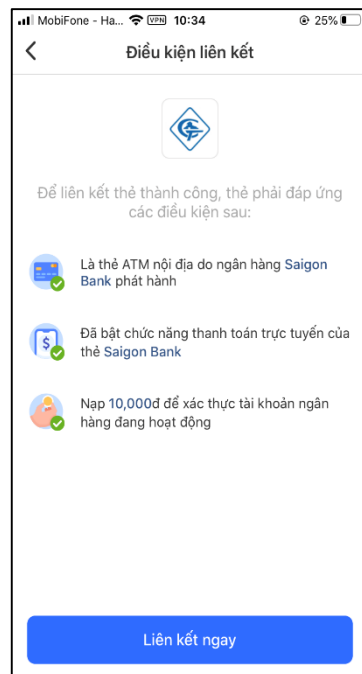 MobiFone - Ha... VPN 10:34 25%
Điều kiện liên kết
Để liên kết thẻ thành công, thẻ phải đáp ứng
các điều kiện sau:
Là thẻ ATM nội địa do ngân hàng Saigon
Bank phát hành
Đã bật chức năng thanh toán trực tuyến của
thẻ Saigon Bank
Nạp 10,000đ để xác thực tài khoản ngân
hàng đang hoạt động
Liên kết ngay